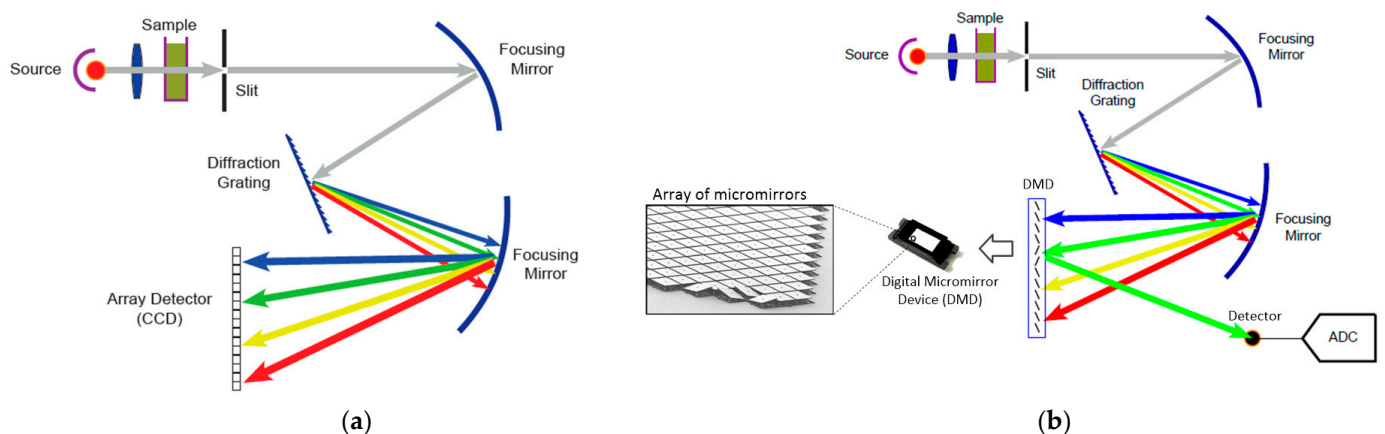 Sample
Source
Slit
Focusing
Mirror
Diffraction
Grating
Focusing
Mirror
Array Detector
(CCD)
(a)
Sample
Source
Slit
Focusing
Mirror
Diffraction
Grating
Array of micromirrors
DMD
Focusing
Mirror
Digital Micromirror
Device (DMD)
Detector
ADC
(b)